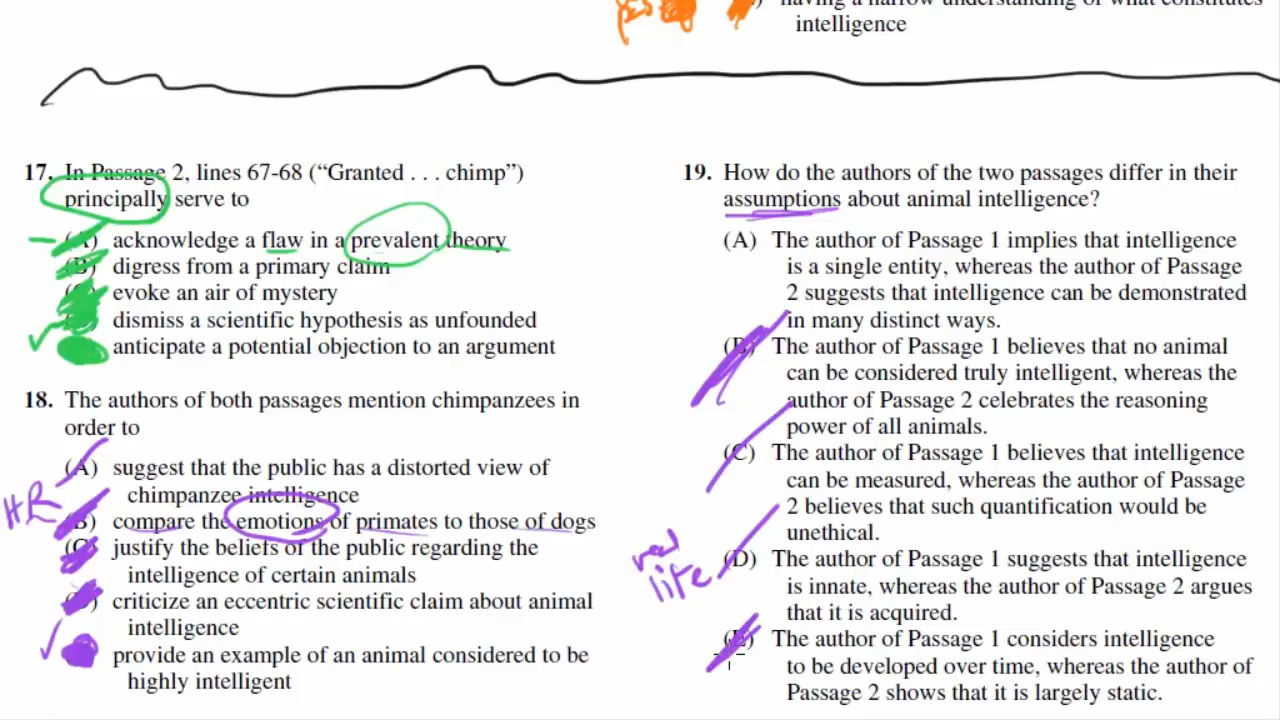 having a narrow understanding of what constitutes
intelligence
17. In Passage 2, lines 67-68 (“Granted . . . chimp”)
principally serve to
(A) acknowledge a flaw in a prevalent theory
(B) digress from a primary claim
evoke an air of mystery
dismiss a scientific hypothesis as unfounded
anticipate a potential objection to an argument
18. The authors of both passages mention chimpanzees in
order to
(A) suggest that the public has a distorted view of
chimpanzee intelligence
HR
(B) compare the emotions of primates to those of dogs
(C) justify the beliefs of the public regarding the
intelligence of certain animals
criticize an eccentric scientific claim about animal
intelligence
provide an example of an animal considered to be
highly intelligent
19. How do the authors of the two passages differ in their
assumptions about animal intelligence?
(A) The author of Passage 1 implies that intelligence
is a single entity, whereas the author of Passage
2 suggests that intelligence can be demonstrated
in many distinct ways.
(B) The author of Passage 1 believes that no animal
can be considered truly intelligent, whereas the
author of Passage 2 celebrates the reasoning
power of all animals.
(C) The author of Passage 1 believes that intelligence
can be measured, whereas the author of Passage
2 believes that such quantification would be
unethical.
real
life
(D) The author of Passage 1 suggests that intelligence
is innate, whereas the author of Passage 2 argues
that it is acquired.
(E) The author of Passage 1 considers intelligence
to be developed over time, whereas the author of
Passage 2 shows that it is largely static.